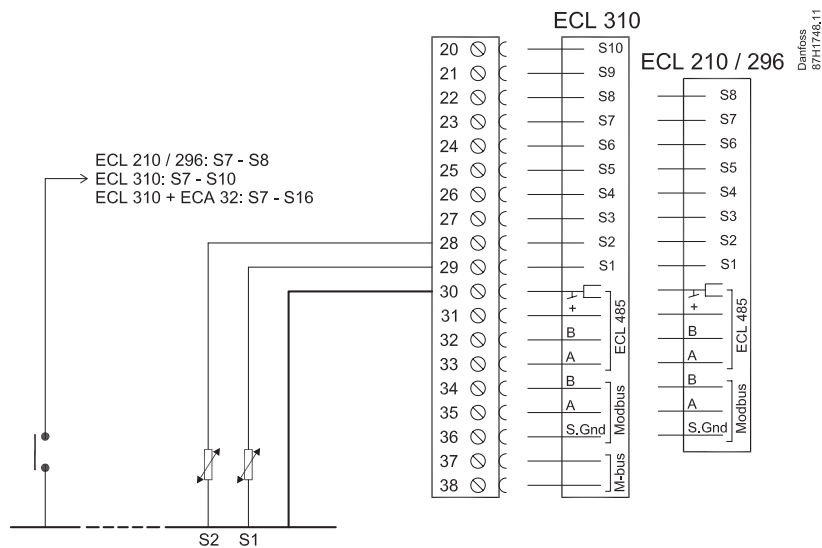 ECL 310
ECL 210 / 296
Danfoss
87H1748.11
ECL 210 / 296: S7 - S8
ECL 310: S7 - S10
ECL 310 + ECA 32: S7 - S16
20 S10
21 S9
22 S8 S8
23 S7 S7
24 S6 S6
25 S5 S5
26 S4 S4
27 S3 S3
28 S2 S2
29 S1 S1
30
31 + +
32 B B
33 A A
ECL 485 ECL 485
34 B B
35 A A
36 S.Gnd S.Gnd
Modbus Modbus
37
38
M-bus
S2 S1